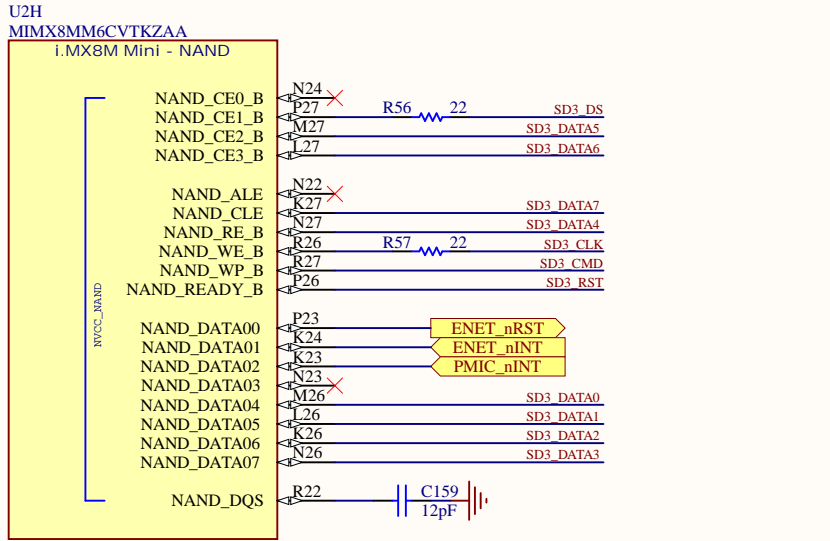 U2H
MIMX8MM6CVTKZAA
i.MX8M Mini - NAND
NAND_CE0_B N24
NAND_CE1_B P27 R56 22 SD3_DS
NAND_CE2_B M27 SD3_DATA5
NAND_CE3_B L27 SD3_DATA6
NAND_ALE N22
NAND_CLE K27 SD3_DATA7
NAND_RE_B N27 SD3_DATA4
NAND_WE_B R26 R57 22 SD3_CLK
NAND_WP_B R27 SD3_CMD
NAND_READY_B P26 SD3_RST
NVCC_NAND
NAND_DATA00 P23 ENET_nRST
NAND_DATA01 K24 ENET_nINT
NAND_DATA02 K23 PMIC_nINT
NAND_DATA03 N23
NAND_DATA04 M26 SD3_DATA0
NAND_DATA05 L26 SD3_DATA1
NAND_DATA06 K26 SD3_DATA2
NAND_DATA07 N26 SD3_DATA3
NAND_DQS R22 C159
12pF